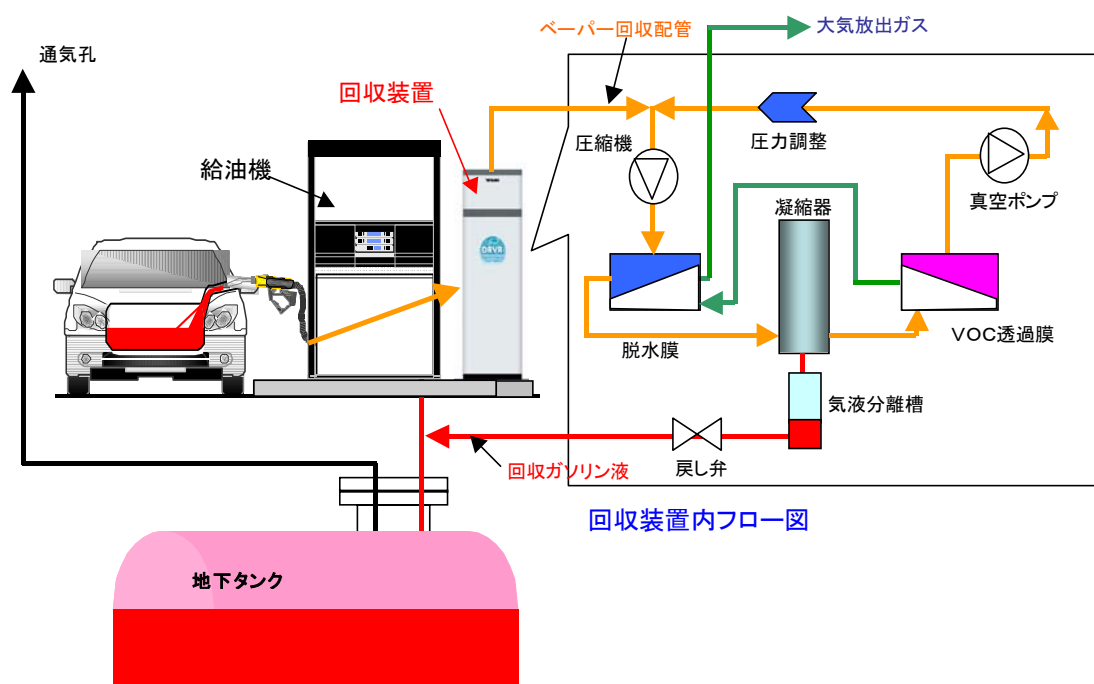 ベーパー回収配管
大気放出ガス
通気孔
回収装置
圧縮機
圧力調整
給油機
真空ポンプ
凝縮器
脱水膜
VOC透過膜
気液分離槽
戻し弁
回収ガソリン液
回収装置内フロー図
地下タンク